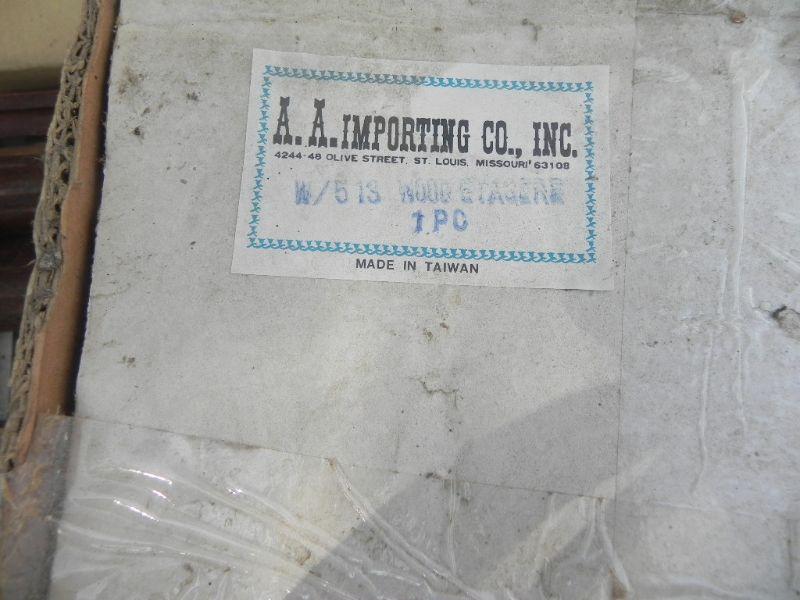 A. A. IMPORTING CO., INC.
4244-48 OLIVE STREET, ST. LOUIS, MISSOURI 63108
W/513 WOOD ETAGERE
1 PC
MADE IN TAIWAN